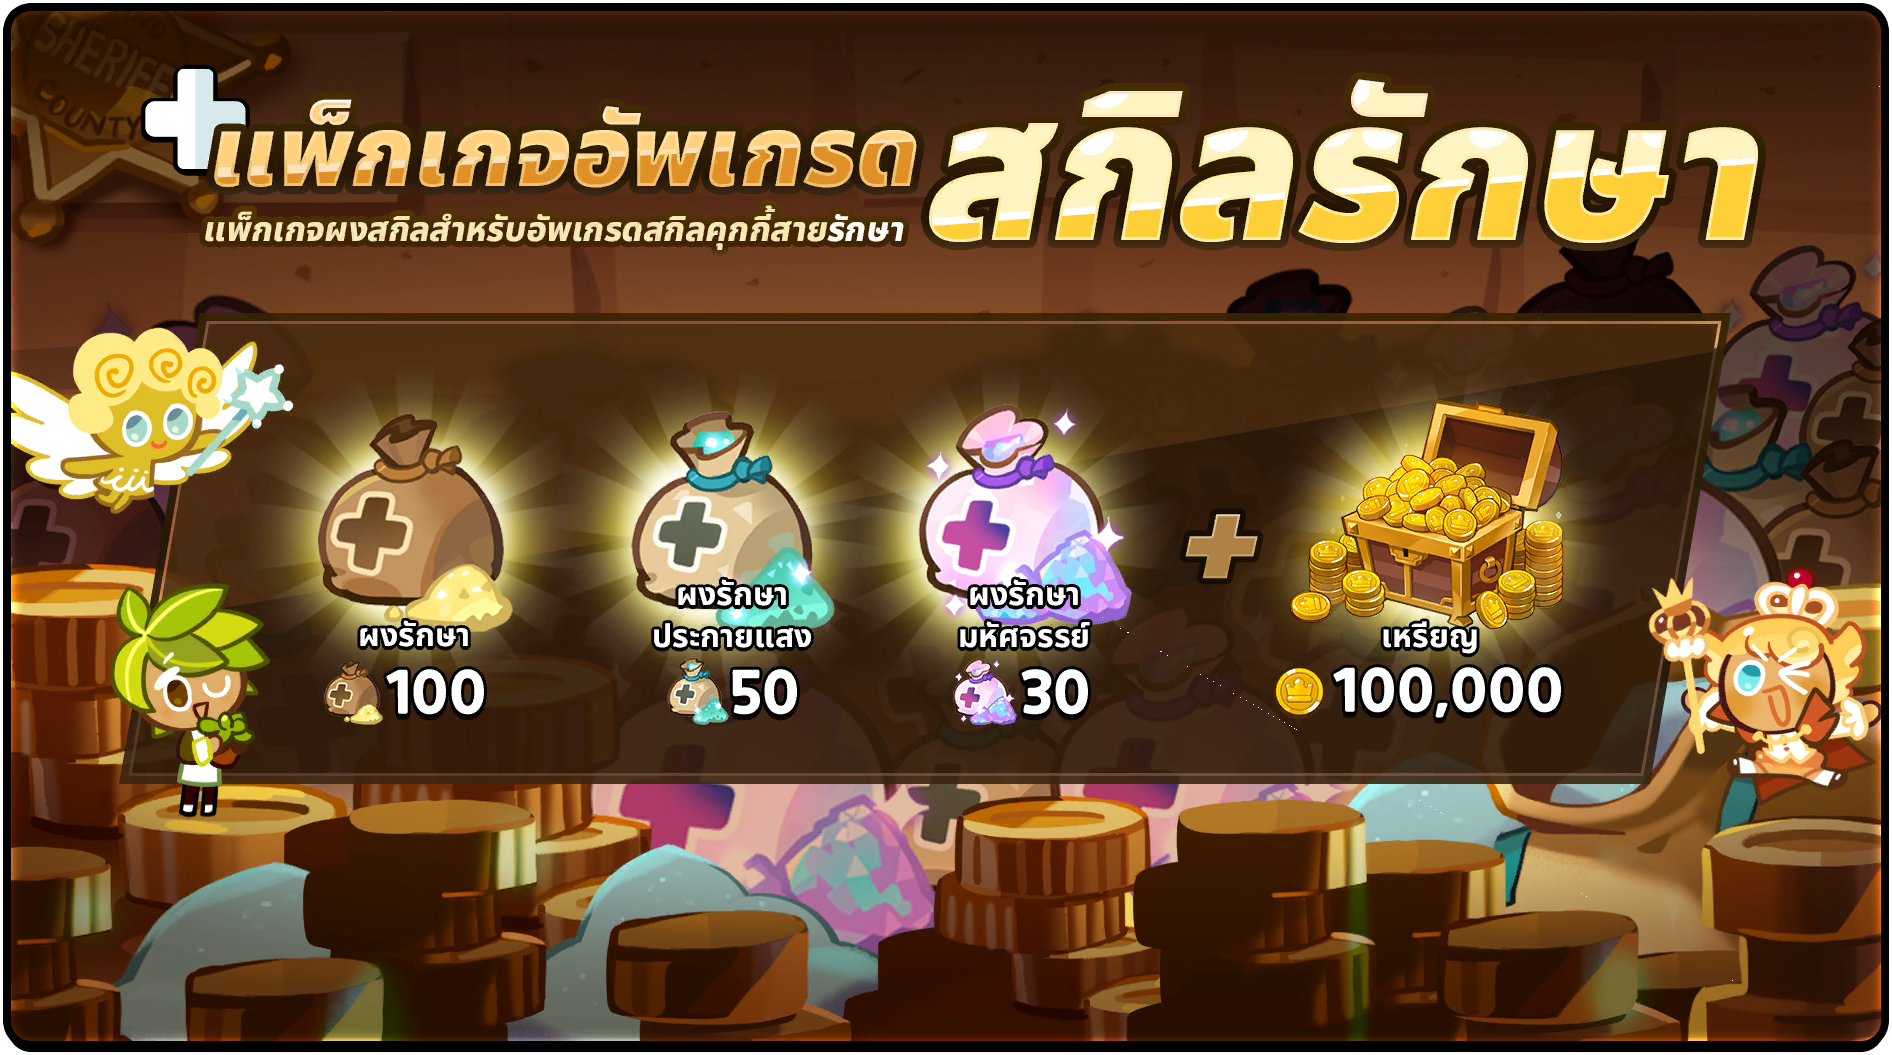 SHERIFF
COUNTY
แพ็กเกจอัพเกรด สกิลรักษา
แพ็กเกจผงสกิลสำหรับอัพเกรดสกิลคุกกี้สายรักษา
ผงรักษา
100
ผงรักษา
ประกายแสง
50
ผงรักษา
มหัศจรรย์
30
เหรียญ
100,000